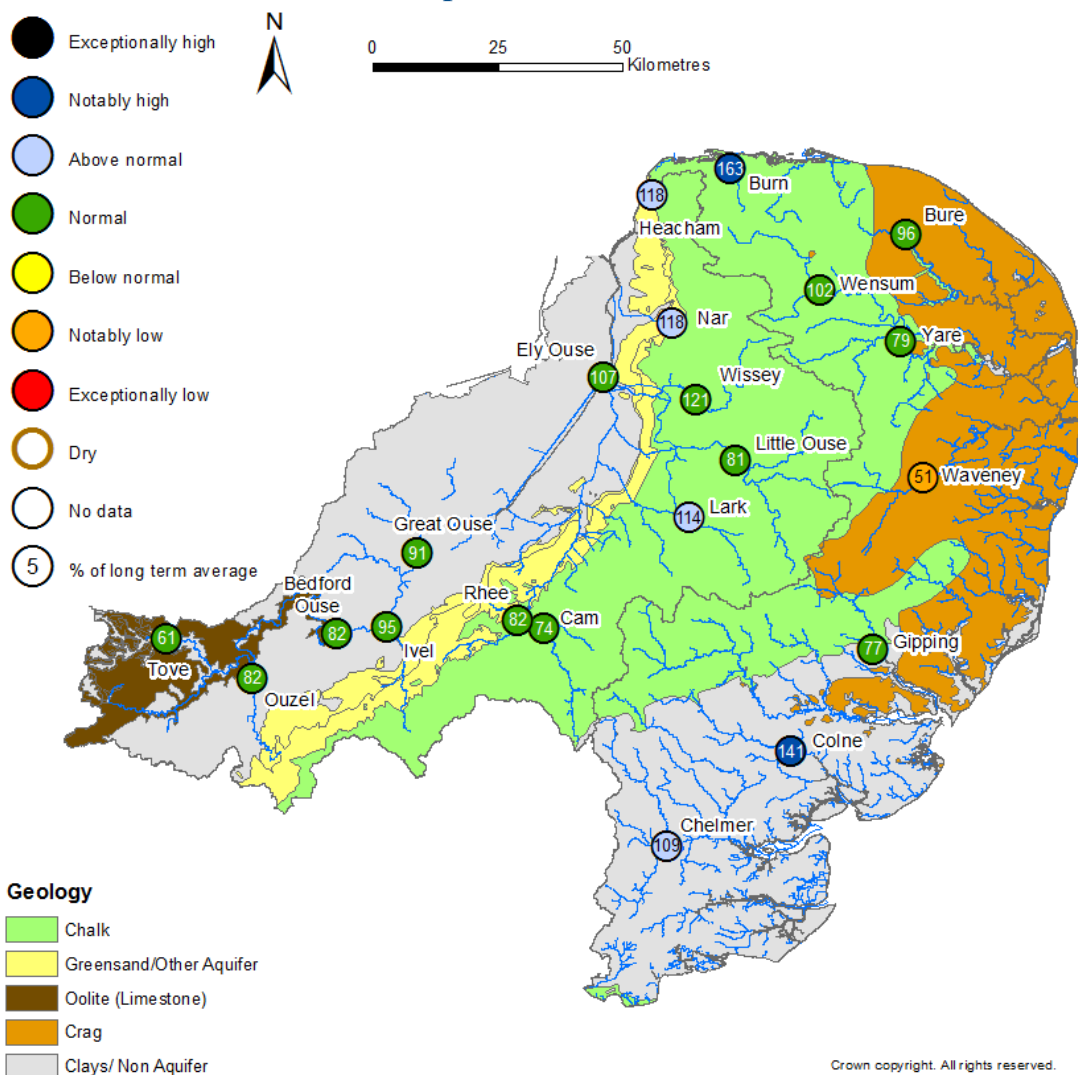 Exceptionally high
Notably high
Above normal
Normal
Below normal
Notably low
Exceptionally low
Dry
No data
5 % of long term average
N
0 25 50
Kilometres
163
Burn
118
Heacham
Bure
96
102
Wensum
118
Nar
79
Yare
Ely Ouse
107
Wissey
121
Little Ouse
81
51
Waveney
Lark
114
Great Ouse
91
Bedford
Ouse
82
95
Ivel
Rhee
82
74
Cam
61
Tove
82
Ouzel
77
Gipping
Colne
141
Chelmer
109
Geology
Chalk
Greensand/Other Aquifer
Oolite (Limestone)
Crag
Clays/ Non Aquifer
Crown copyright. All rights reserved.